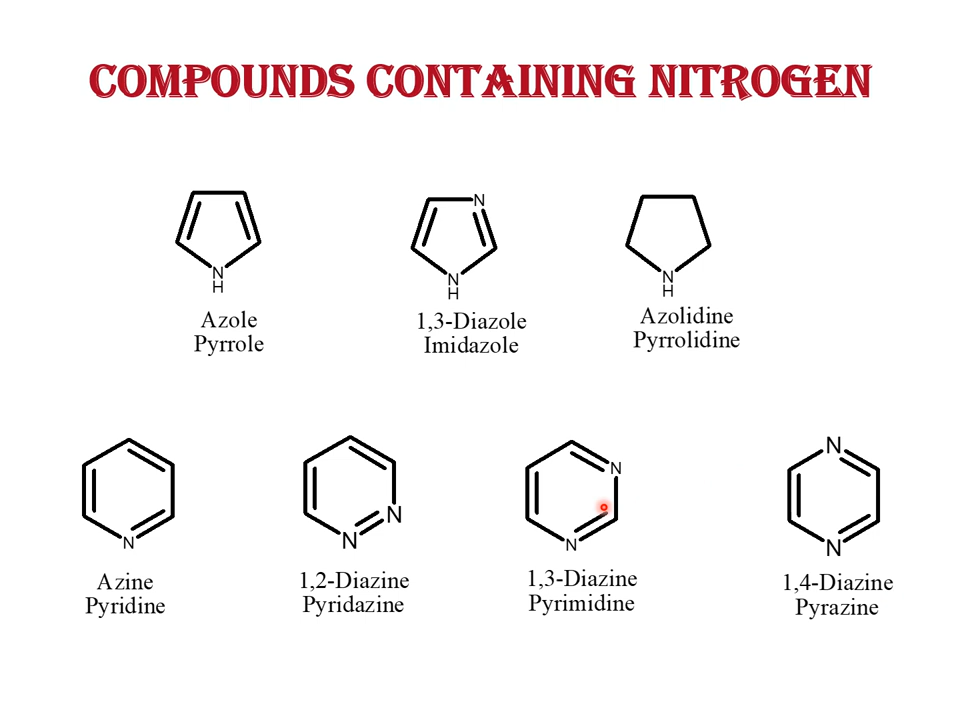 COMPOUNDS CONTAINING NITROGEN
N
H
Azole
Pyrrole
N
N
H
1,3-Diazole
Imidazole
N
H
Azolidine
Pyrrolidine
N
Azine
Pyridine
N
N
1,2-Diazine
Pyridazine
N
N
1,3-Diazine
Pyrimidine
N
N
1,4-Diazine
Pyrazine